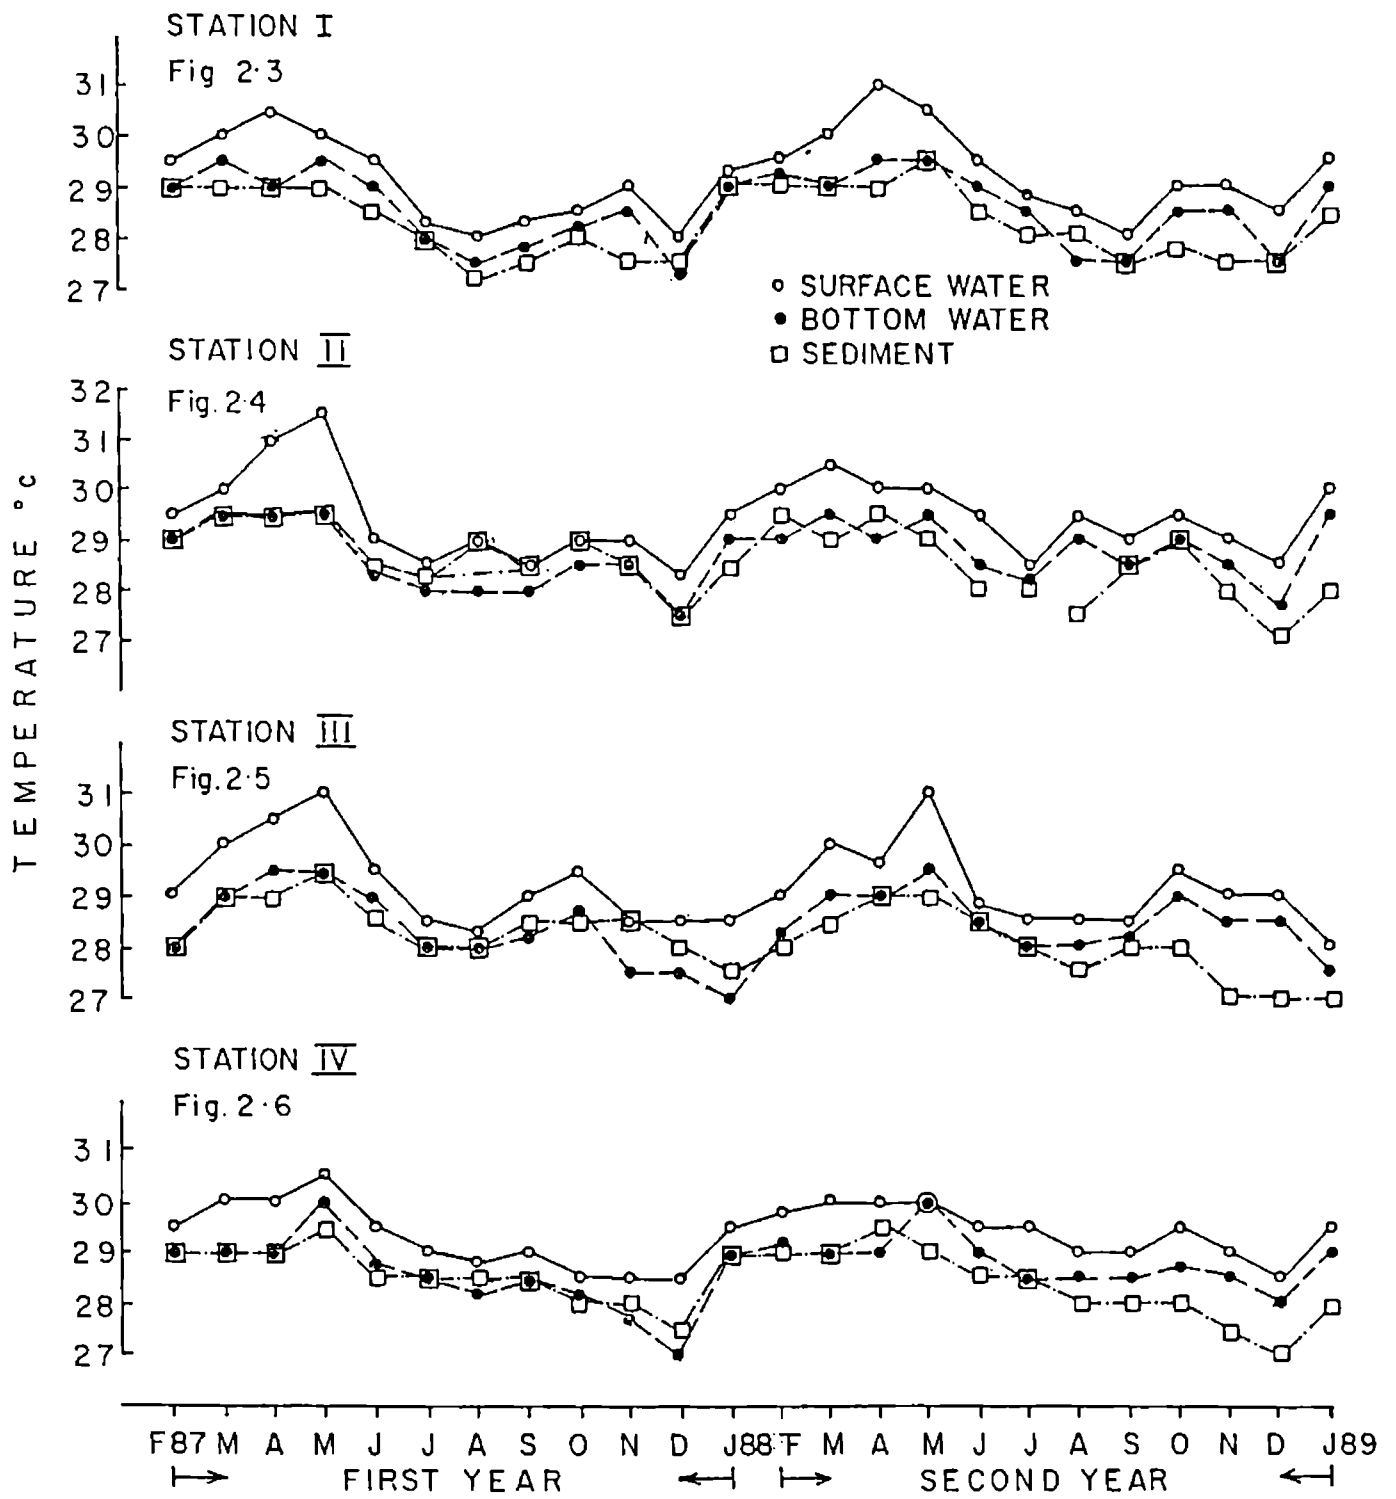 STATION I
Fig 2.3
31
30
29
28
27
○ SURFACE WATER
● BOTTOM WATER
□ SEDIMENT
STATION II
Fig. 2.4
32
31
30
29
28
27
TEMPERATURE °c
STATION III
Fig. 2.5
31
30
29
28
27
STATION IV
Fig. 2.6
31
30
29
28
27
F87 M A M J J A S O N D J88 F M A M J J A S O N D J89
FIRST YEAR SECOND YEAR